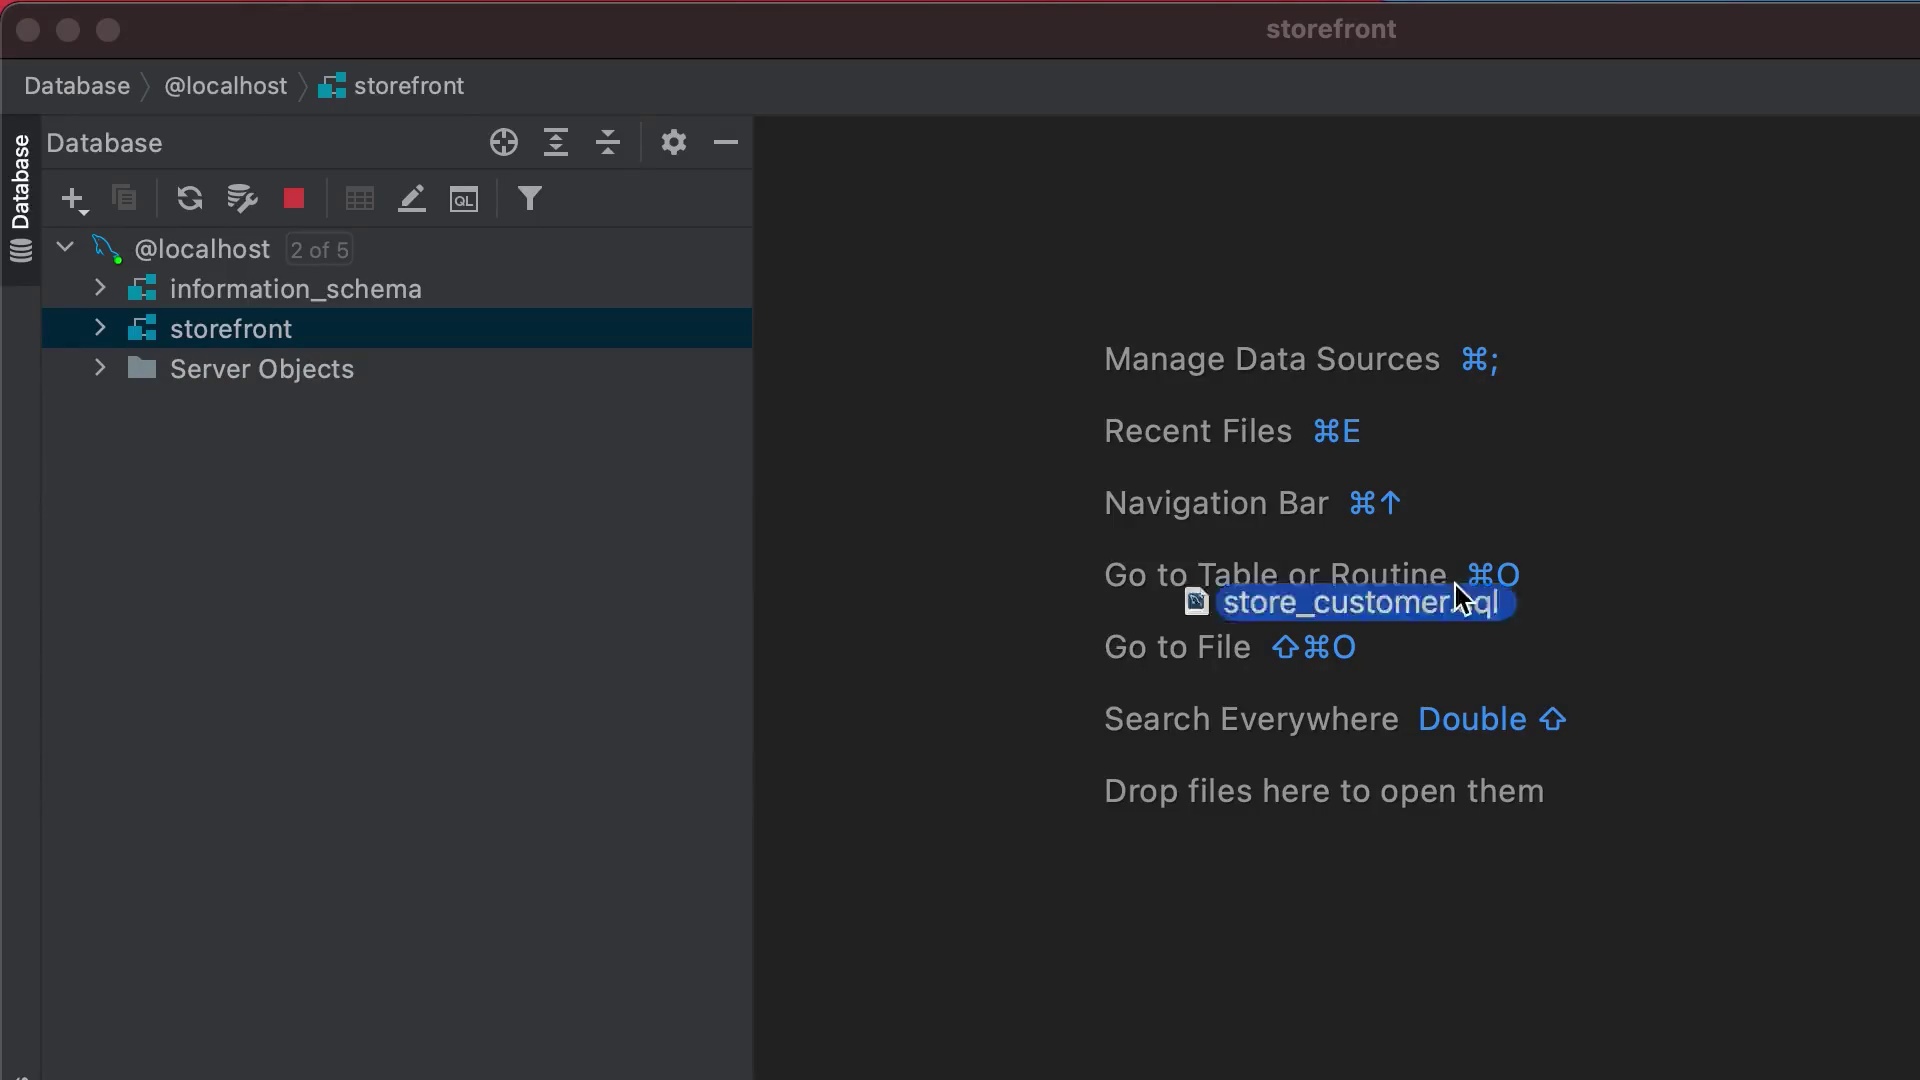 storefront
Database @localhost storefront
Database
Database
QL
@localhost 2 of 5
information_schema
storefront
Server Objects
Manage Data Sources ⌘;
Recent Files ⌘E
Navigation Bar ⌘↑
Go to Table or Routine ⌘O
store_customer.sql
Go to File ⇧⌘O
Search Everywhere Double ⇧
Drop files here to open them